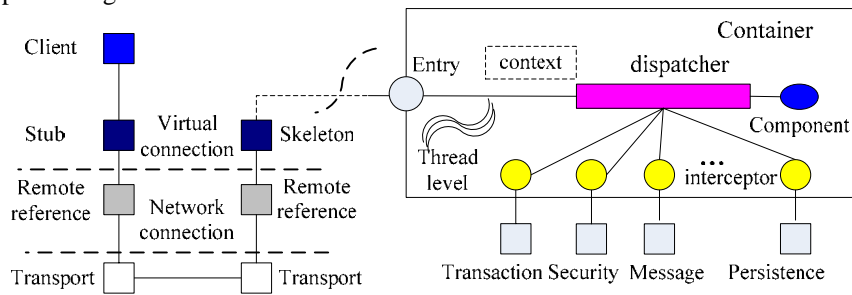 Client
Stub
Virtual
connection
Skeleton
Remote
reference
Network
connection
Remote
reference
Transport
Transport
Container
Entry
context
dispatcher
Component
Thread
level
...
interceptor
Transaction
Security
Message
Persistence